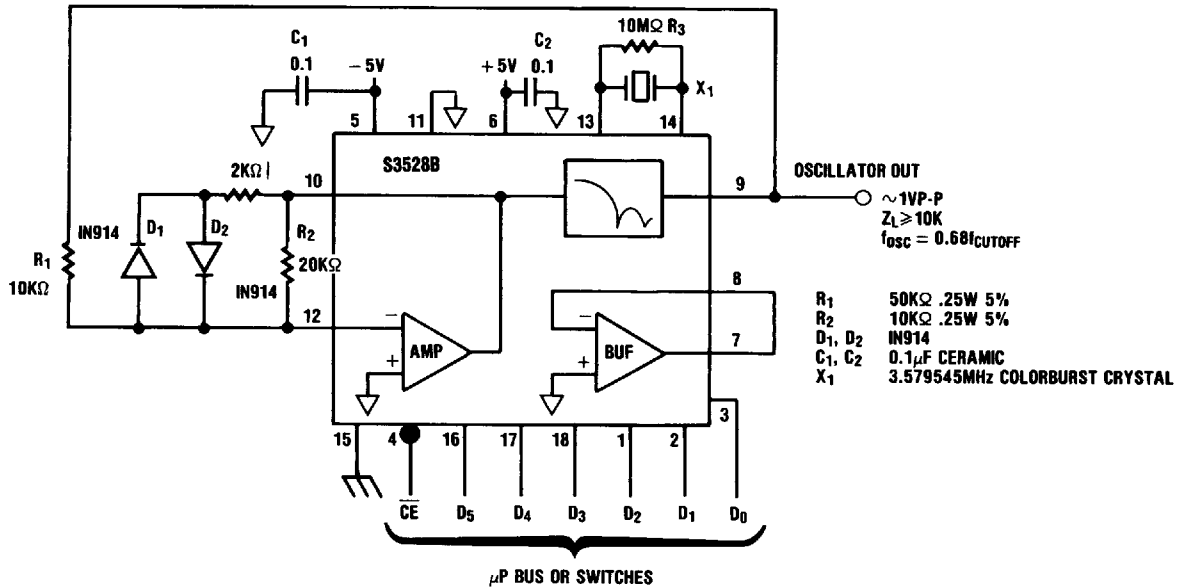 10MΩ R3
C1
0.1
− 5V
+ 5V
C2
0.1
X1
5
11
6
13
14
S3528B
2KΩ
10
9
OSCILLATOR OUT
∼1VP-P
ZL ⩾ 10K
fOSC = 0.68fCUTOFF
IN914
D1
D2
R2
20KΩ
R1
10KΩ
IN914
12
8
−
+
AMP
−
+
BUF
7
R1 50KΩ .25W 5%
R2 10KΩ .25W 5%
D1, D2 IN914
C1, C2 0.1μF CERAMIC
X1 3.579545MHz COLORBURST CRYSTAL
3
15
4
16
17
18
1
2
C̅E̅
D5
D4
D3
D2
D1
D0
μP BUS OR SWITCHES